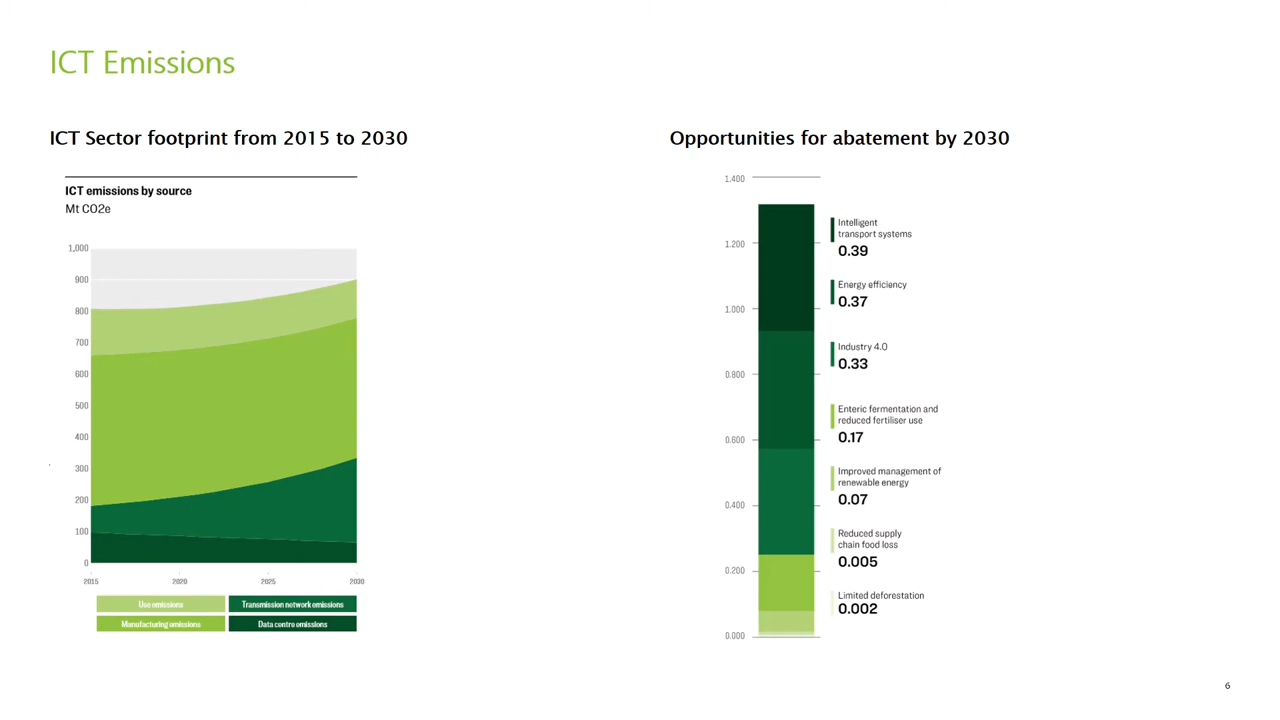 ICT Emissions
ICT Sector footprint from 2015 to 2030
ICT emissions by source
Mt CO2e
1,000
900
800
700
600
500
400
300
200
100
0
2015
2020
2025
2030
Use emissions
Transmission network emissions
Manufacturing emissions
Data centre emissions
Opportunities for abatement by 2030
1.400
1.200
1.000
0.800
0.600
0.400
0.200
0.000
Intelligent
transport systems
0.39
Energy efficiency
0.37
Industry 4.0
0.33
Enteric fermentation and
reduced fertiliser use
0.17
Improved management of
renewable energy
0.07
Reduced supply
chain food loss
0.005
Limited deforestation
0.002
6